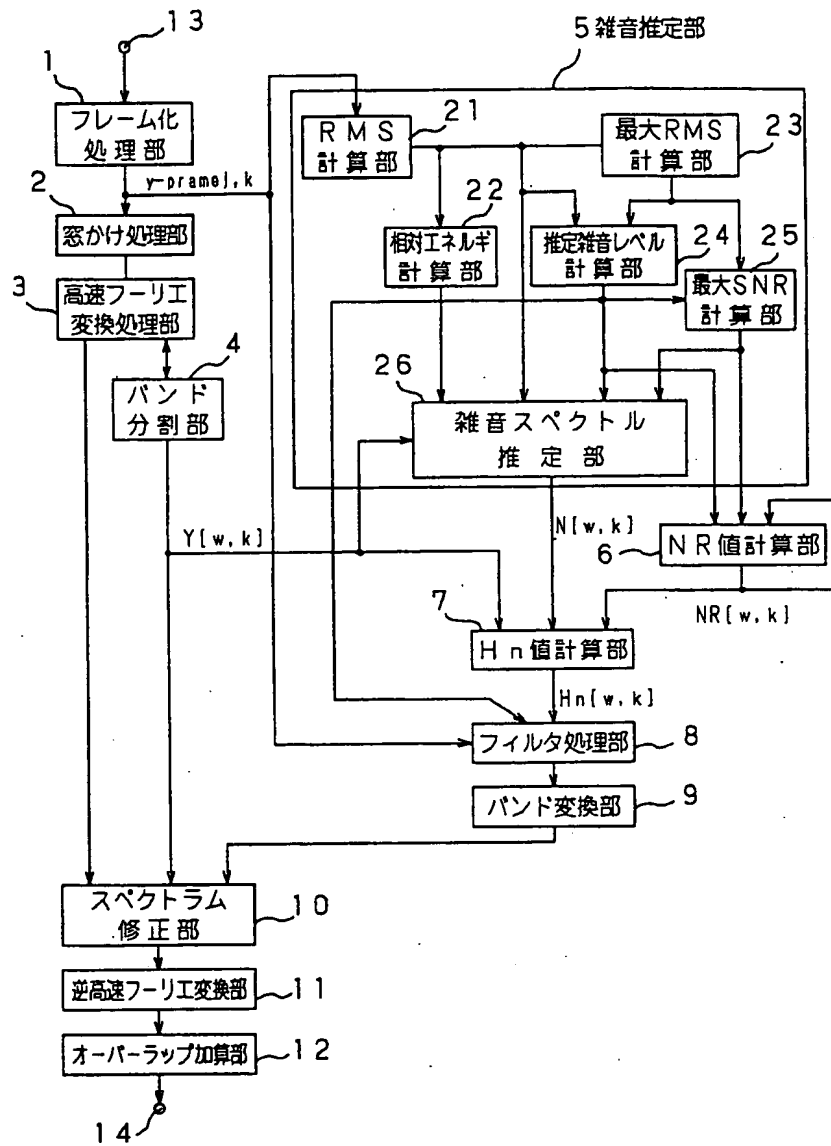 13
5 雑音推定部
1
フレーム化
処理部
21
RMS
計算部
最大RMS
計算部
23
y-pramej,k
2
窓かけ処理部
22
相対エネルギ
計算部
推定雑音レベル
計算部
24
25
最大SNR
計算部
3
高速フーリエ
変換処理部
4
バンド
分割部
26
雑音スペクトル
推定部
Y[w,k]
N[w,k]
6
NR値計算部
NR[w,k]
7
Hn値計算部
Hn[w,k]
フィルタ処理部
8
バンド変換部
9
スペクトラム
修正部
10
逆高速フーリエ変換部
11
オーバーラップ加算部
12
14